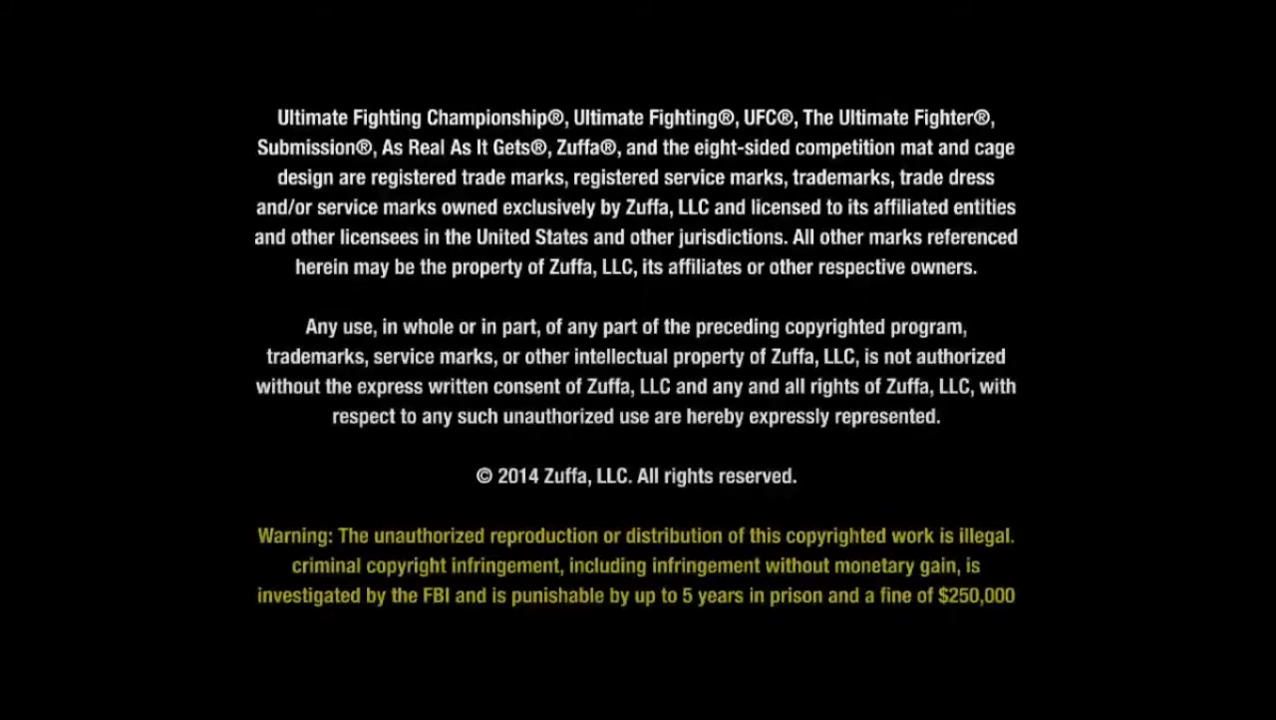 Ultimate Fighting Championship®, Ultimate Fighting®, UFC®, The Ultimate Fighter®,
Submission®, As Real As It Gets®, Zuffa®, and the eight-sided competition mat and cage
design are registered trade marks, registered service marks, trademarks, trade dress
and/or service marks owned exclusively by Zuffa, LLC and licensed to its affiliated entities
and other licensees in the United States and other jurisdictions. All other marks referenced
herein may be the property of Zuffa, LLC, its affiliates or other respective owners.
Any use, in whole or in part, of any part of the preceding copyrighted program,
trademarks, service marks, or other intellectual property of Zuffa, LLC, is not authorized
without the express written consent of Zuffa, LLC and any and all rights of Zuffa, LLC, with
respect to any such unauthorized use are hereby expressly represented.
© 2014 Zuffa, LLC. All rights reserved.
Warning: The unauthorized reproduction or distribution of this copyrighted work is illegal.
criminal copyright infringement, including infringement without monetary gain, is
investigated by the FBI and is punishable by up to 5 years in prison and a fine of $250,000